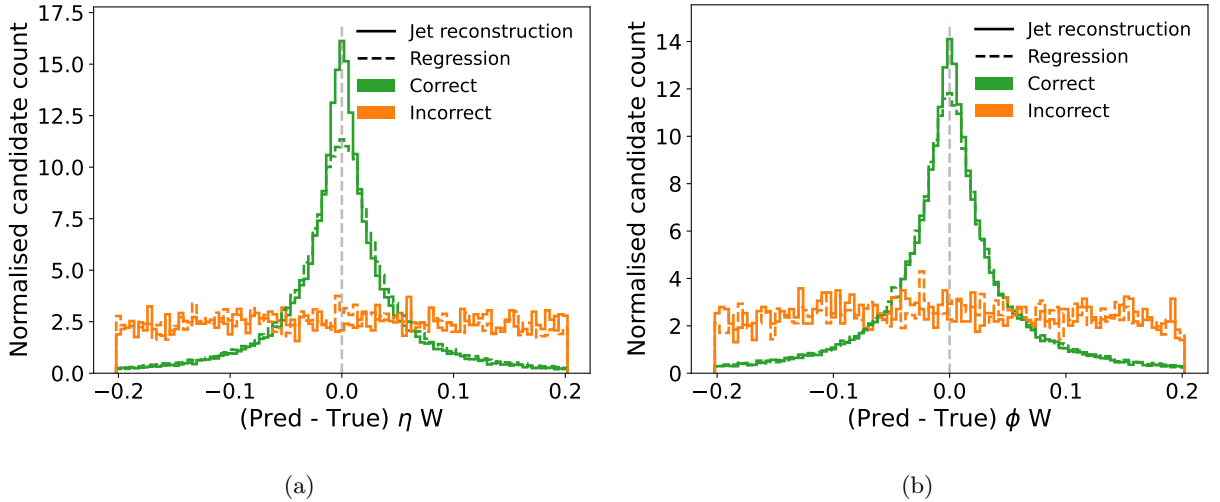 Normalised candidate count
17.5
15.0
12.5
10.0
7.5
5.0
2.5
0.0
−0.2
−0.1
0.0
0.1
0.2
(Pred - True) η W
Jet reconstruction
Regression
Correct
Incorrect
(a)
Normalised candidate count
14
12
10
8
6
4
2
0
−0.2
−0.1
0.0
0.1
0.2
(Pred - True) ϕ W
Jet reconstruction
Regression
Correct
Incorrect
(b)